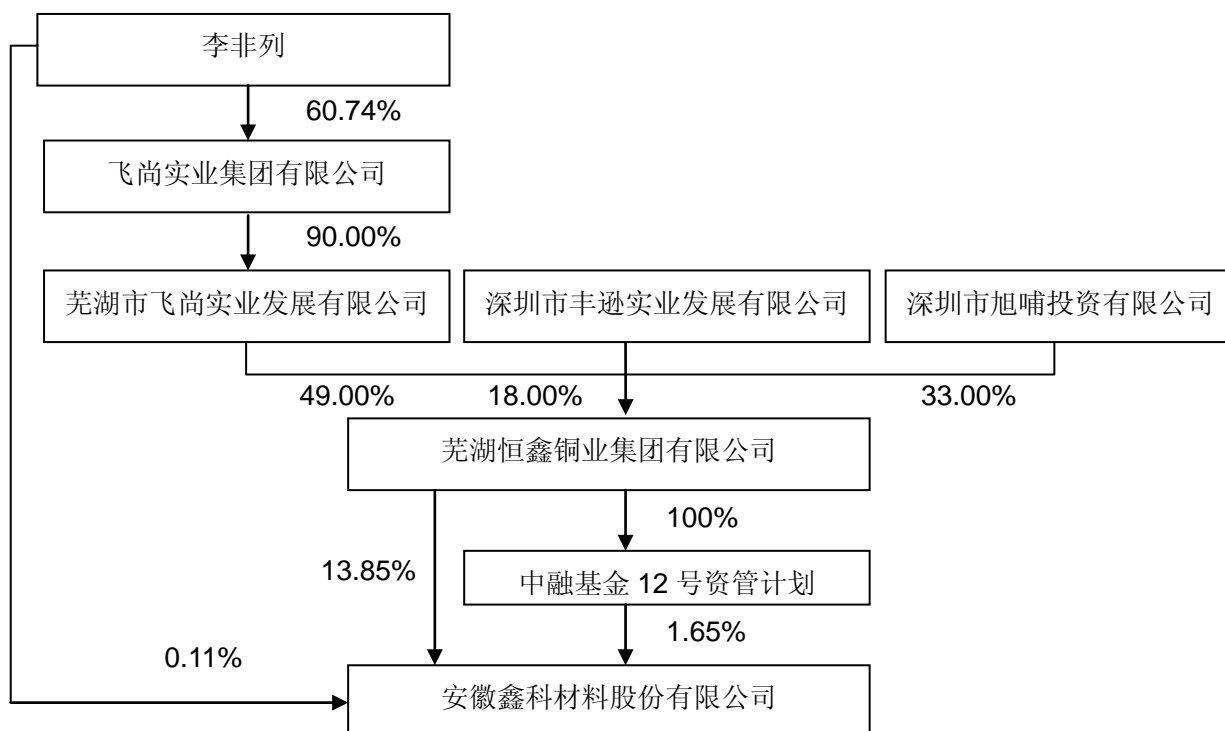 李非列
60.74%
飞尚实业集团有限公司
90.00%
芜湖市飞尚实业发展有限公司
深圳市丰逊实业发展有限公司
深圳市旭哺投资有限公司
49.00%
18.00%
33.00%
芜湖恒鑫铜业集团有限公司
100%
13.85%
中融基金 12 号资管计划
1.65%
0.11%
安徽鑫科材料股份有限公司